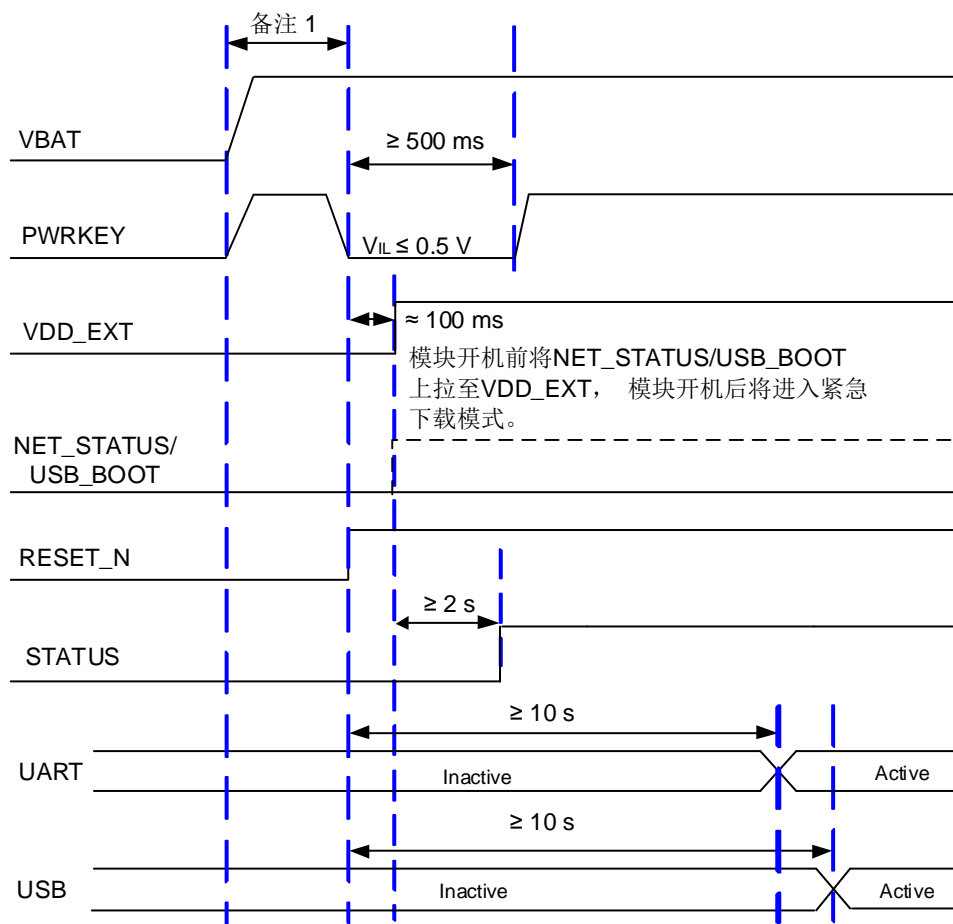 备注 1
VBAT
≥ 500 ms
PWRKEY
VIL ≤ 0.5 V
VDD_EXT
≈ 100 ms
模块开机前将NET_STATUS/USB_BOOT
上拉至VDD_EXT， 模块开机后将进入紧急
下载模式。
NET_STATUS/
USB_BOOT
RESET_N
≥ 2 s
STATUS
≥ 10 s
UART
Inactive
Active
≥ 10 s
USB
Inactive
Active